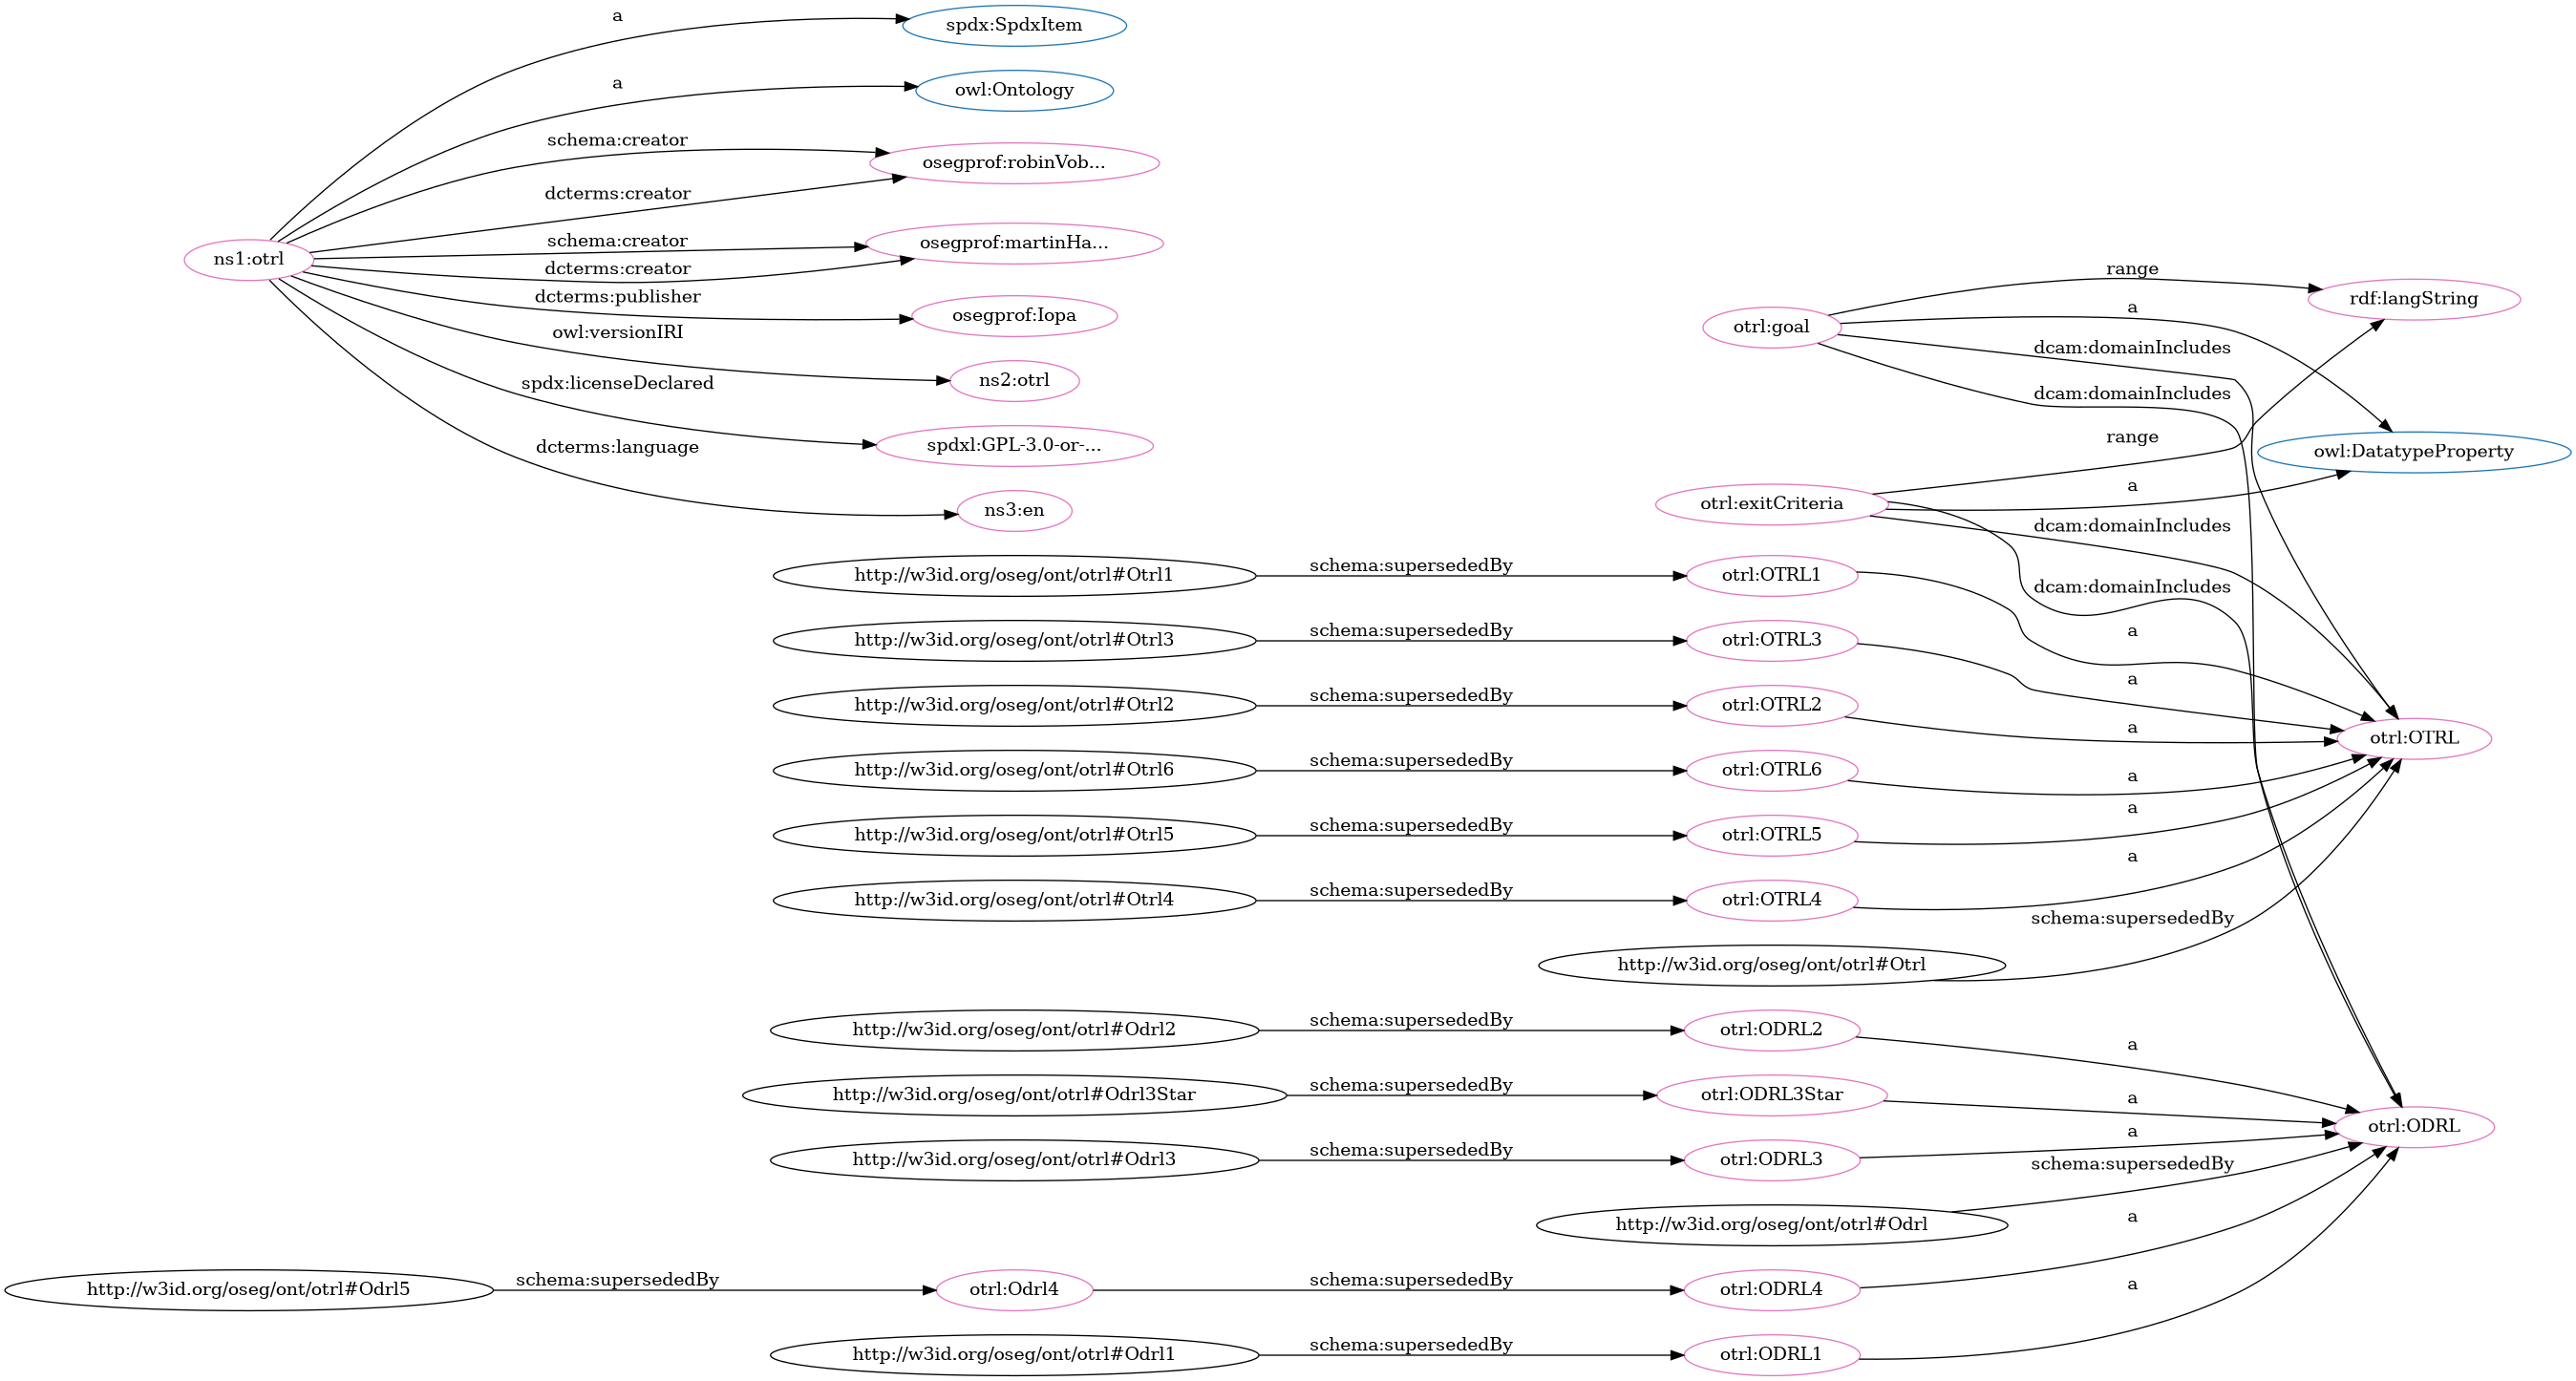 a
spdx:SpdxItem
a
owl:Ontology
schema:creator
osegprof:robinVob...
dcterms:creator
ns1:otrl
schema:creator
osegprof:martinHa...
dcterms:creator
dcterms:publisher
osegprof:Iopa
owl:versionIRI
ns2:otrl
spdx:licenseDeclared
spdxl:GPL-3.0-or-...
dcterms:language
ns3:en
otrl:goal
range
rdf:langString
a
dcam:domainIncludes
dcam:domainIncludes
range
owl:DatatypeProperty
otrl:exitCriteria
a
dcam:domainIncludes
dcam:domainIncludes
http://w3id.org/oseg/ont/otrl#Otrl1
schema:supersededBy
otrl:OTRL1
a
http://w3id.org/oseg/ont/otrl#Otrl3
schema:supersededBy
otrl:OTRL3
a
http://w3id.org/oseg/ont/otrl#Otrl2
schema:supersededBy
otrl:OTRL2
a
otrl:OTRL
http://w3id.org/oseg/ont/otrl#Otrl6
schema:supersededBy
otrl:OTRL6
a
http://w3id.org/oseg/ont/otrl#Otrl5
schema:supersededBy
otrl:OTRL5
a
http://w3id.org/oseg/ont/otrl#Otrl4
schema:supersededBy
otrl:OTRL4
a
http://w3id.org/oseg/ont/otrl#Otrl
schema:supersededBy
http://w3id.org/oseg/ont/otrl#Odrl2
schema:supersededBy
otrl:ODRL2
a
http://w3id.org/oseg/ont/otrl#Odrl3Star
schema:supersededBy
otrl:ODRL3Star
a
otrl:ODRL
http://w3id.org/oseg/ont/otrl#Odrl3
schema:supersededBy
otrl:ODRL3
a
http://w3id.org/oseg/ont/otrl#Odrl
schema:supersededBy
http://w3id.org/oseg/ont/otrl#Odrl5
schema:supersededBy
otrl:Odrl4
schema:supersededBy
otrl:ODRL4
a
http://w3id.org/oseg/ont/otrl#Odrl1
schema:supersededBy
otrl:ODRL1
a